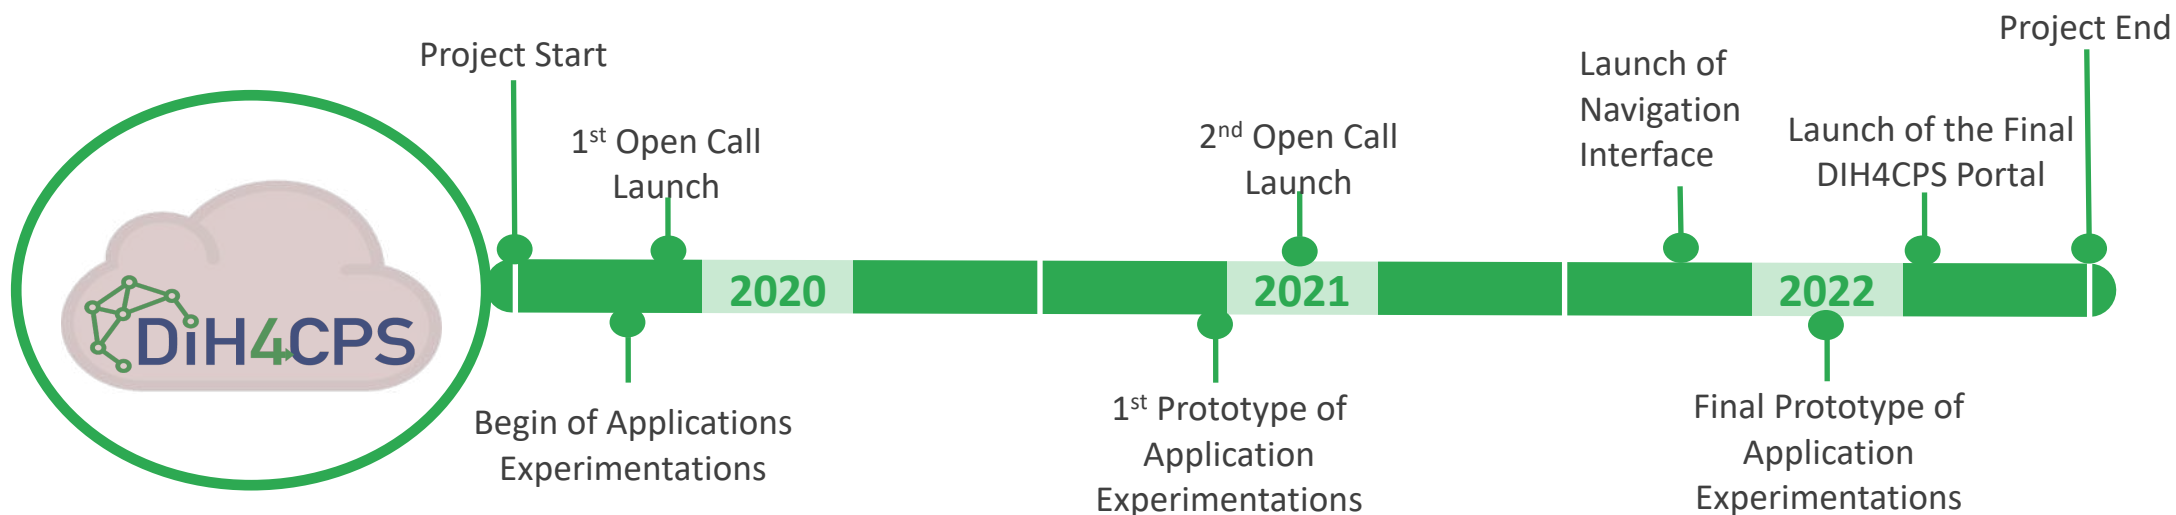 Project End
Project Start
Launch of
Navigation
Interface
1st Open Call
Launch
2nd Open Call
Launch
Launch of the Final
DIH4CPS Portal
DiH4CPS
2020
2021
2022
Begin of Applications
Experimentations
1st Prototype of
Application
Experimentations
Final Prototype of
Application
Experimentations